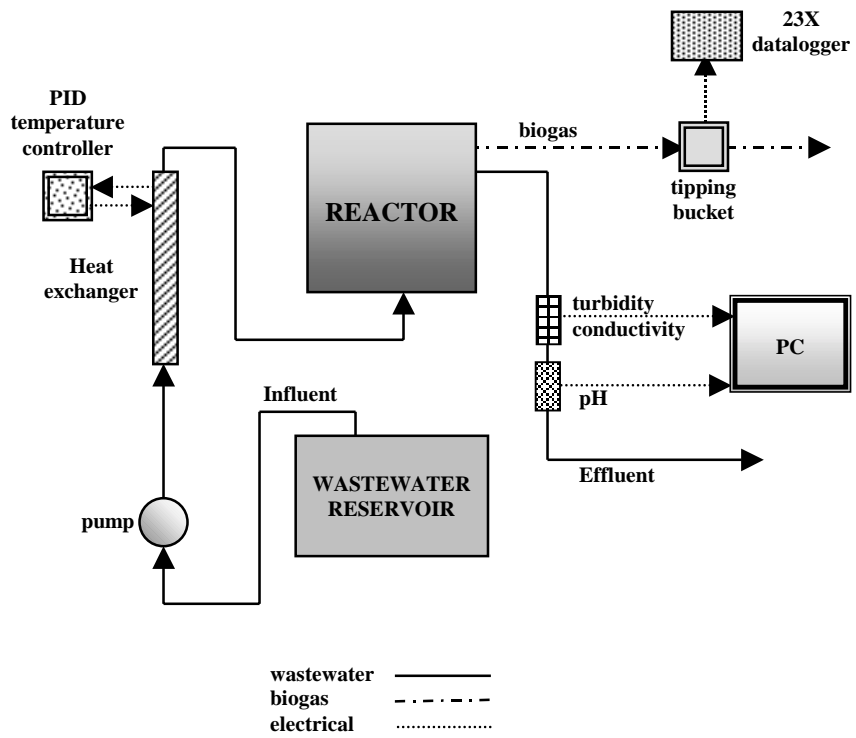 23X
datalogger
PID
temperature
controller
biogas
REACTOR
tipping
bucket
Heat
exchanger
turbidity
conductivity
PC
pH
Influent
WASTEWATER
RESERVOIR
Effluent
pump
wastewater
biogas
electrical